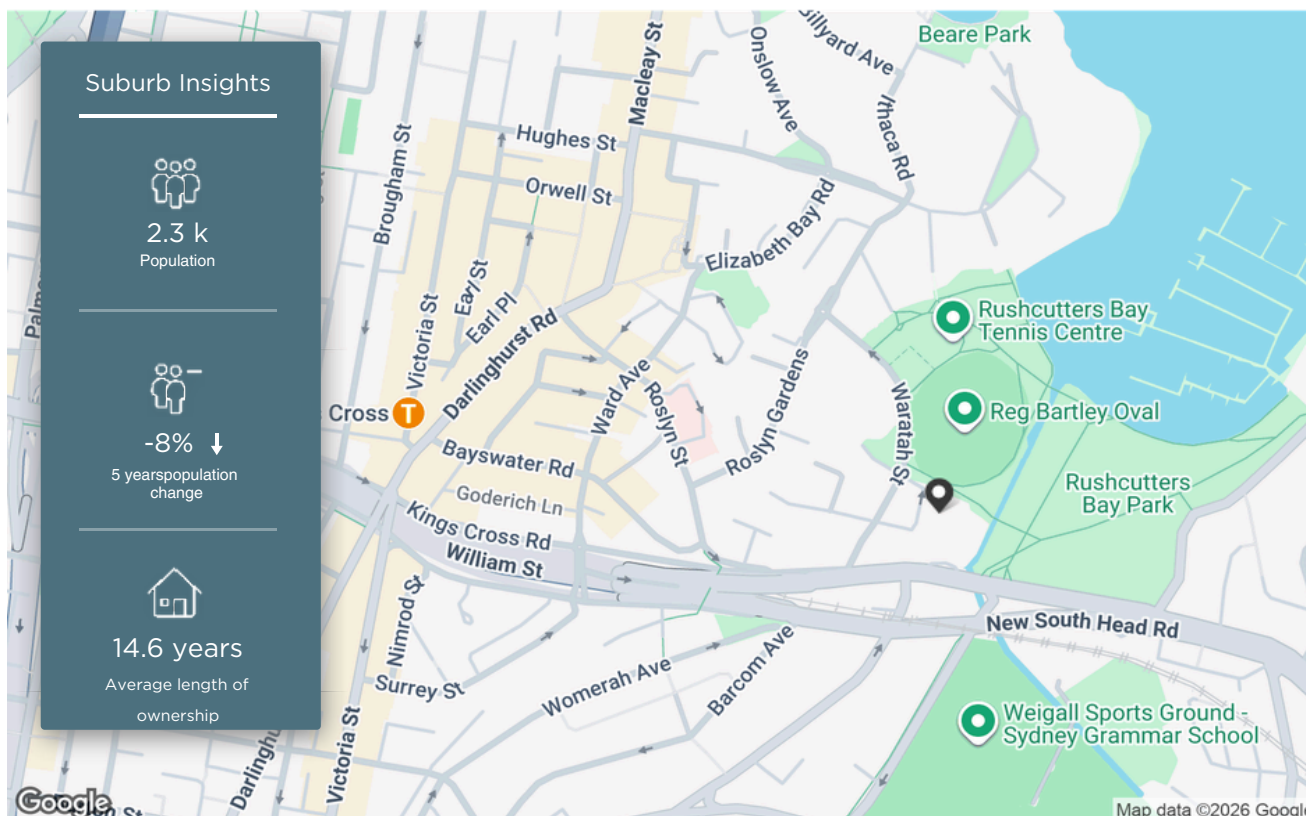 Suburb Insights
2.3 k
Population
-8%
5 yearspopulation
change
14.6 years
Average length of
ownership
Beare Park
Billyard Ave
Onslow Ave
Macleay St
Ithaca Rd
Hughes St
Brougham St
Orwell St
Elizabeth Bay Rd
Earl St
Earl Pl
Victoria St
Darlinghurst Rd
Rushcutters Bay
Tennis Centre
Cross
T
Ward Ave
Roslyn St
Roslyn Gardens
Waratah St
Reg Bartley Oval
Bayswater Rd
Goderich Ln
Rushcutters
Bay Park
Kings Cross Rd
William St
New South Head Rd
Nimrod St
Surrey St
Womerah Ave
Barcom Ave
Weigall Sports Ground -
Sydney Grammar School
Victoria St
Google
Map data ©2026 Google